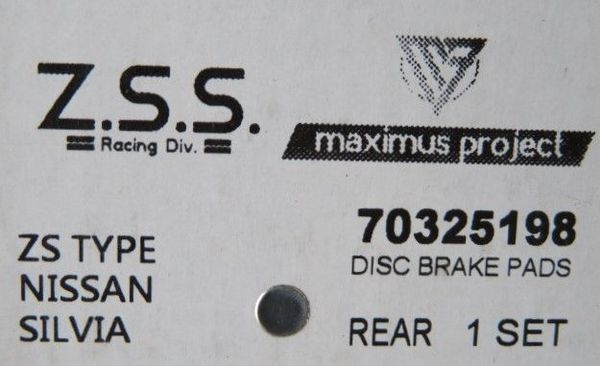 Z.S.S.
Racing Div.
maximus project
70325198
DISC BRAKE PADS
ZS TYPE
NISSAN
SILVIA
REAR 1 SET